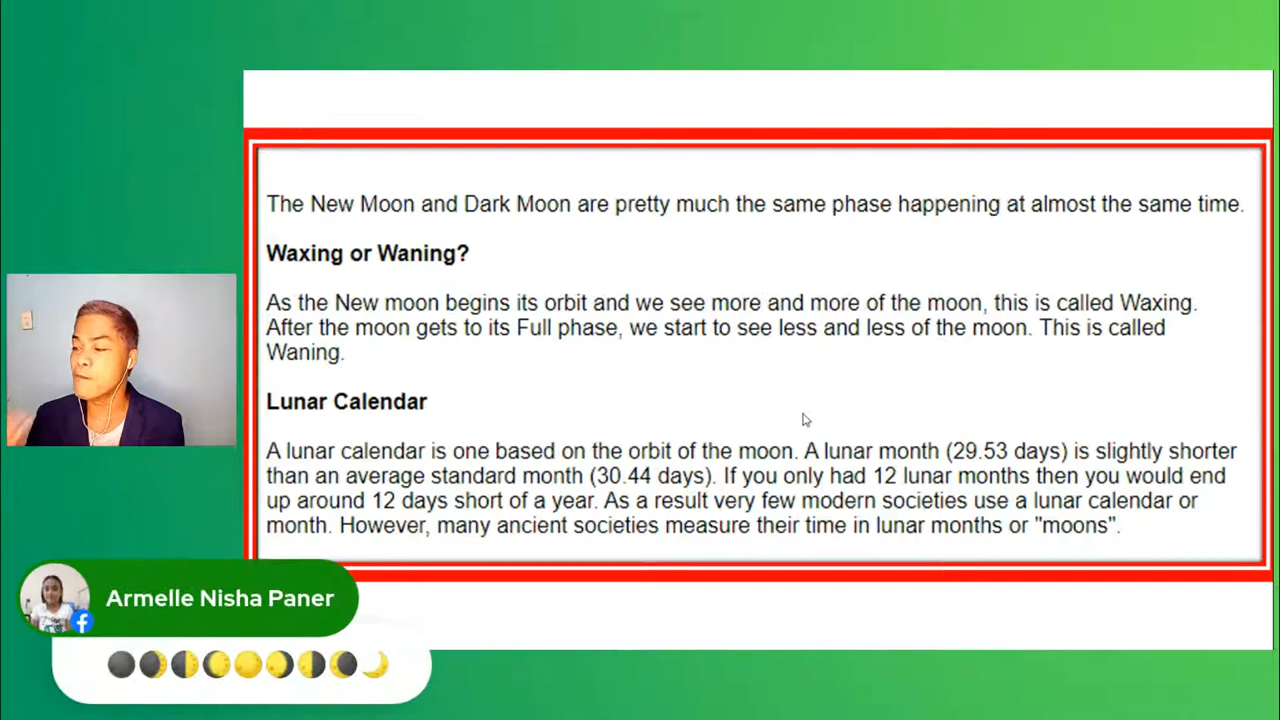 The New Moon and Dark Moon are pretty much the same phase happening at almost the same time.
Waxing or Waning?
As the New moon begins its orbit and we see more and more of the moon, this is called Waxing.
After the moon gets to its Full phase, we start to see less and less of the moon. This is called
Waning.
Lunar Calendar
A lunar calendar is one based on the orbit of the moon. A lunar month (29.53 days) is slightly shorter
than an average standard month (30.44 days). If you only had 12 lunar months then you would end
up around 12 days short of a year. As a result very few modern societies use a lunar calendar or
month. However, many ancient societies measure their time in lunar months or "moons".
Armelle Nisha Paner
🌑🌒🌓🌔🌕🌖🌗🌘🌙